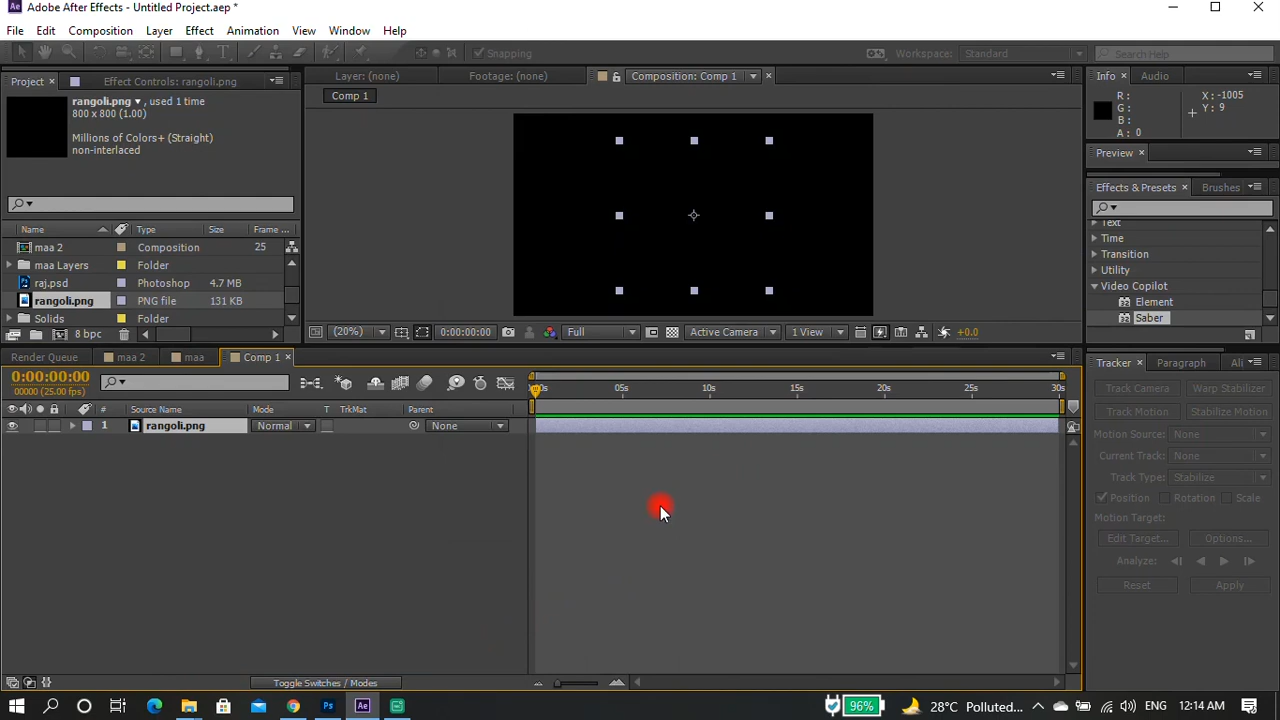 Adobe After Effects - Untitled Project.aep *
File Edit Composition Layer Effect Animation View Window Help
Snapping Workspace: Standard Search Help
Project Effect Controls: rangoli.png Layer: (none) Footage: (none) Composition: Comp 1 Info Audio
Comp 1
rangoli.png , used 1 time
800 x 800 (1.00)
Millions of Colors+ (Straight)
non-interlaced
R: X: -1005
G: Y: 9
B:
A: 0
Preview
Effects & Presets Brushes
Name Type Size Frame ...
maa 2 Composition 25
maa Layers Folder
raj.psd Photoshop 4.7 MB
rangoli.png PNG file 131 KB
Solids Folder
8 bpc
Text
Time
Transition
Utility
Video Copilot
Element
Saber
(20%) 0:00:00:00 Full Active Camera 1 View +0.0
Render Queue maa 2 maa Comp 1
0:00:00:00
00000 (25.00 fps)
05s 10s 15s 20s 25s 30s
# Source Name Mode T TrkMat Parent
1 rangoli.png Normal None
Tracker Paragraph Ali
Track Camera Warp Stabilizer
Track Motion Stabilize Motion
Motion Source: None
Current Track: None
Track Type: Stabilize
Position Rotation Scale
Motion Target:
Edit Target... Options...
Analyze:
Reset Apply
Toggle Switches / Modes
96% 28°C Polluted... ENG 12:14 AM